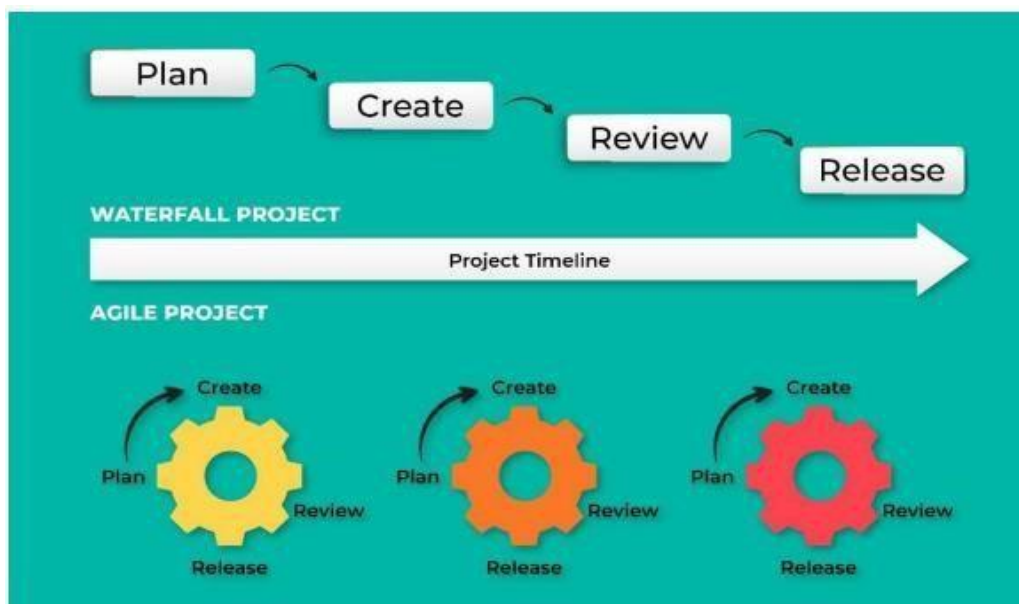 Plan
Create
Review
Release
WATERFALL PROJECT
Project Timeline
AGILE PROJECT
Create
Plan
Review
Release
Create
Plan
Review
Release
Create
Plan
Review
Release